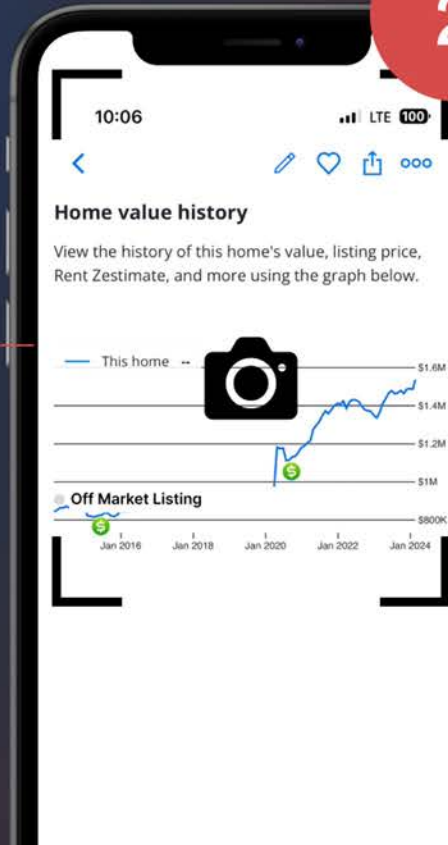 2
10:06
LTE 100
Home value history
View the history of this home's value, listing price,
Rent Zestimate, and more using the graph below.
This home --
$1.6M
$1.4M
$1.2M
$1M
Off Market Listing
$
$
$800K
Jan 2016 Jan 2018 Jan 2020 Jan 2022 Jan 2024